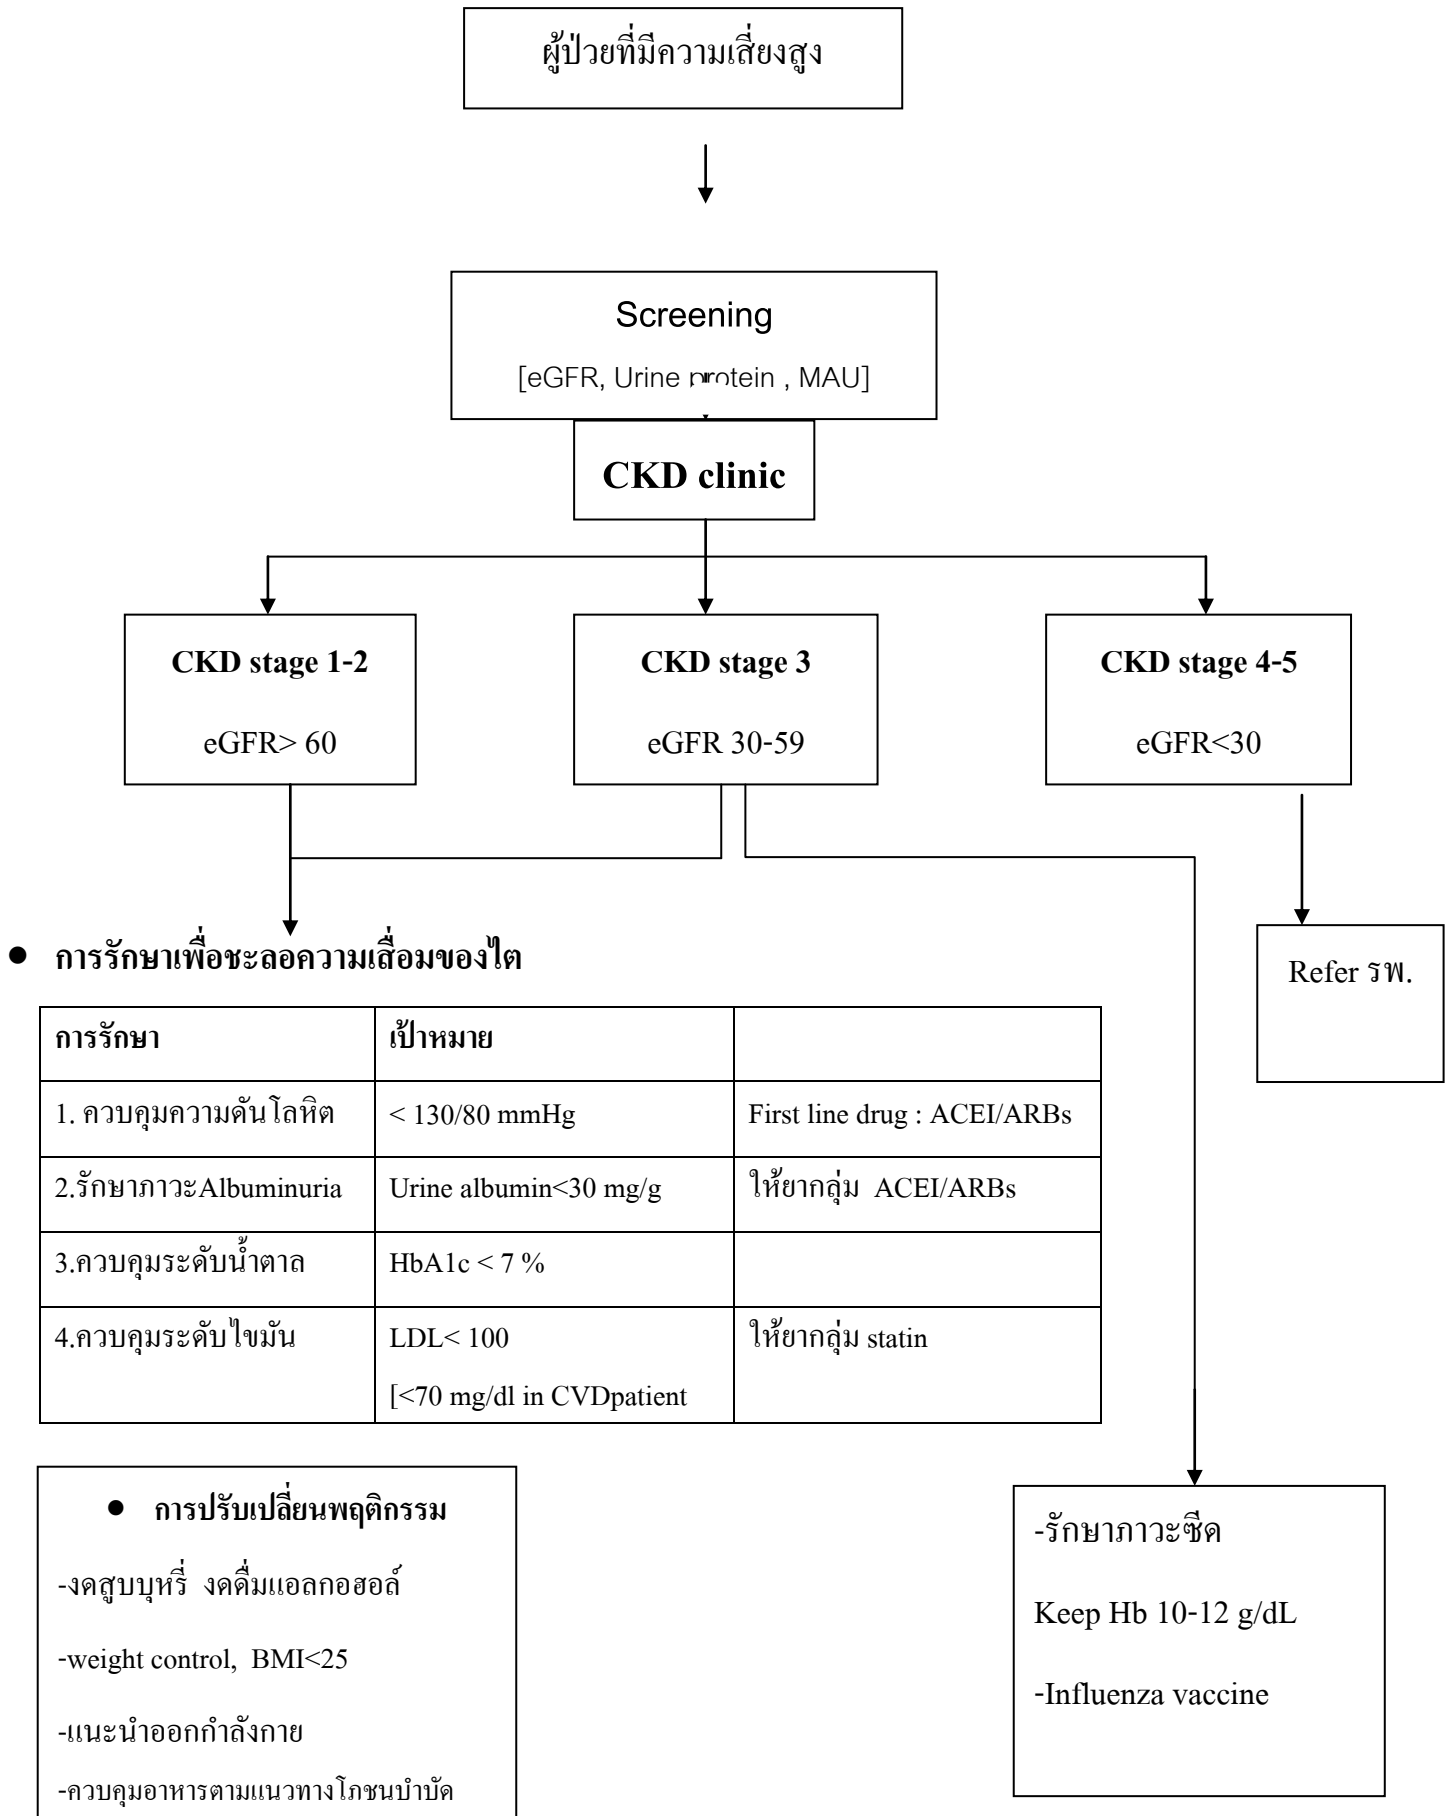 ผู้ป่วยที่มีความเสี่ยงสูง
Screening
[eGFR, Urine protein , MAU]
CKD clinic
CKD stage 1-2
eGFR> 60
CKD stage 3
eGFR 30-59
CKD stage 4-5
eGFR<30
• การรักษาเพื่อชะลอความเสื่อมของไต
Refer รพ.
การรักษา
เป้าหมาย
1. ควบคุมความดันโลหิต
< 130/80 mmHg
First line drug : ACEI/ARBs
2.รักษาภาวะAlbuminuria
Urine albumin<30 mg/g
ให้ยากลุ่ม ACEI/ARBs
3.ควบคุมระดับน้ำตาล
HbA1c < 7 %
4.ควบคุมระดับไขมัน
LDL< 100
[<70 mg/dl in CVDpatient
ให้ยากลุ่ม statin
• การปรับเปลี่ยนพฤติกรรม
-งดสูบบุหรี่ งดดื่มแอลกอฮอล์
-weight control, BMI<25
-แนะนำออกกำลังกาย
-ควบคุมอาหารตามแนวทางโภชนบำบัด
-รักษาภาวะซีด
Keep Hb 10-12 g/dL
-Influenza vaccine